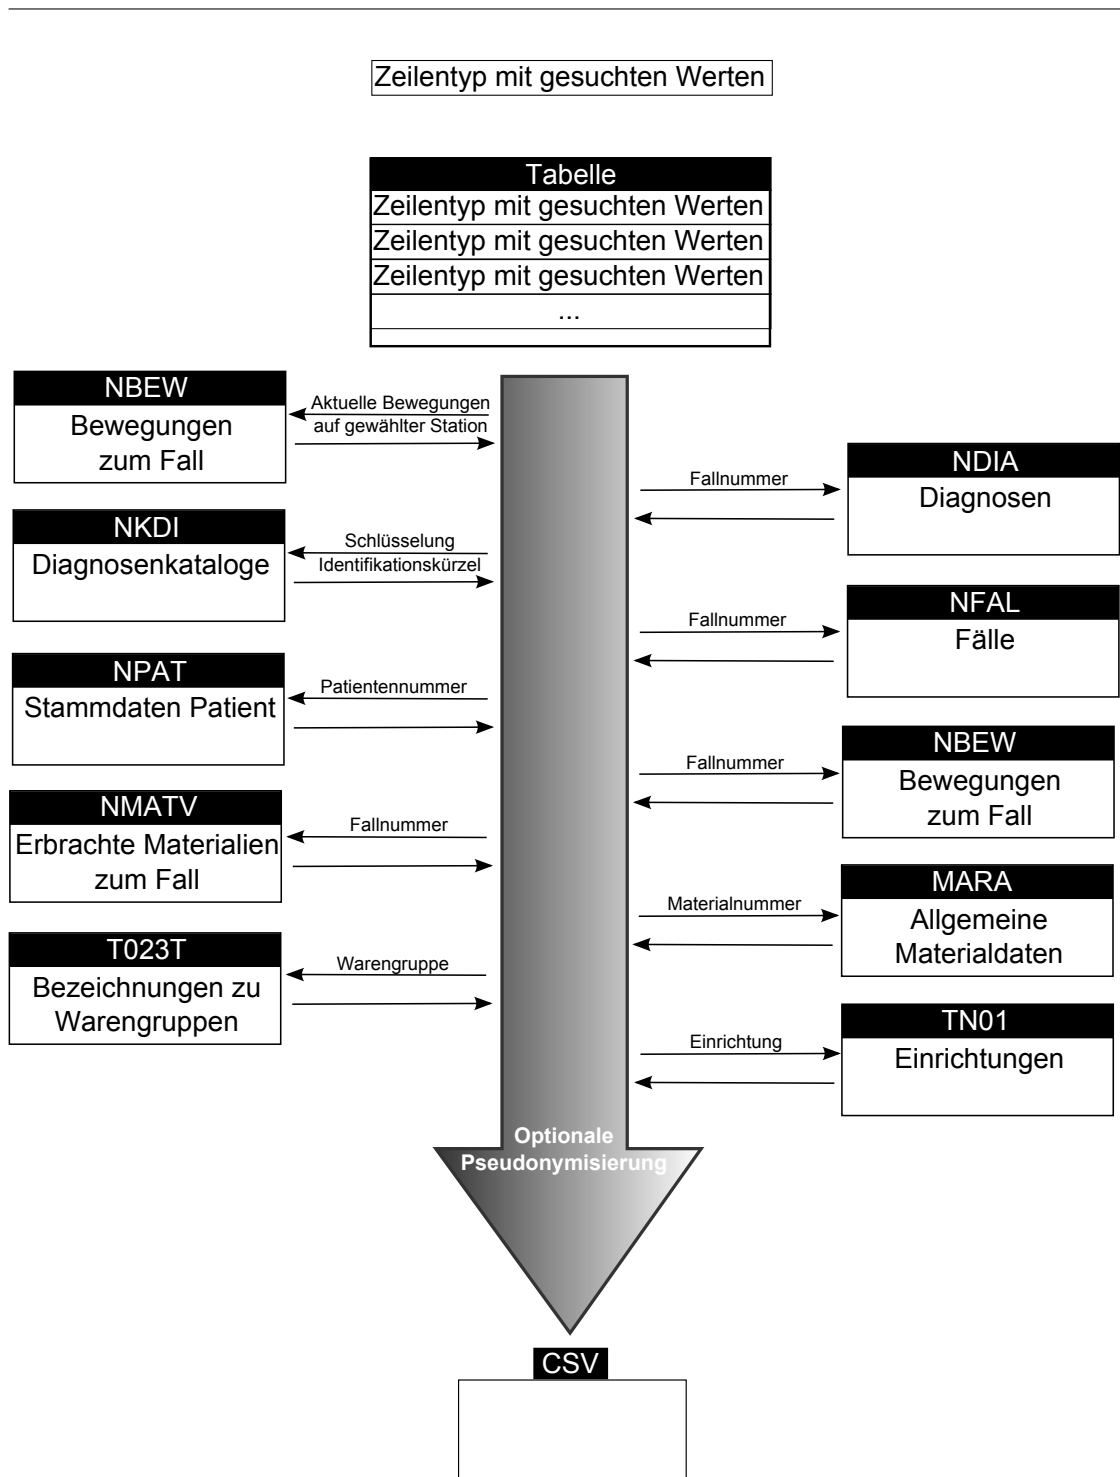 Zeilentyp mit gesuchten Werten
Tabelle
Zeilentyp mit gesuchten Werten
Zeilentyp mit gesuchten Werten
Zeilentyp mit gesuchten Werten
...
NBEW
Bewegungen
zum Fall
Aktuelle Bewegungen
auf gewählter Station
NDIA
Diagnosen
Fallnummer
NKDI
Diagnosenkataloge
Schlüsselung
Identifikationskürzel
NFAL
Fälle
Fallnummer
NPAT
Stammdaten Patient
Patientennummer
NBEW
Bewegungen
zum Fall
Fallnummer
NMATV
Erbrachte Materialien
zum Fall
Fallnummer
MARA
Allgemeine
Materialdaten
Materialnummer
T023T
Bezeichnungen zu
Warengruppen
Warengruppe
TN01
Einrichtungen
Einrichtung
Optionale
Pseudonymisierung
CSV